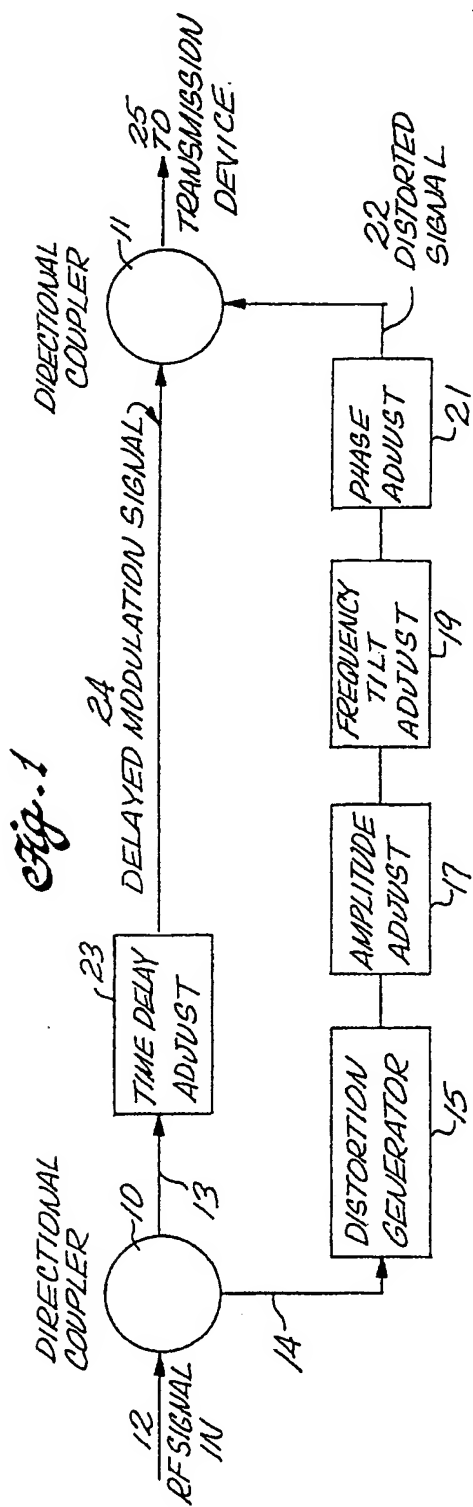 Fig. 1
DIRECTIONAL
COUPLER
12
RF SIGNAL
IN
10
13
14
23
TIME DELAY
ADJUST
24
DELAYED MODULATION SIGNAL
DIRECTIONAL
COUPLER
11
25
TO
TRANSMISSION
DEVICE.
DISTORTION
GENERATOR
15
AMPLITUDE
ADJUST
17
FREQUENCY
TILT
ADJUST
19
PHASE
ADJUST
21
22
DISTORTED
SIGNAL